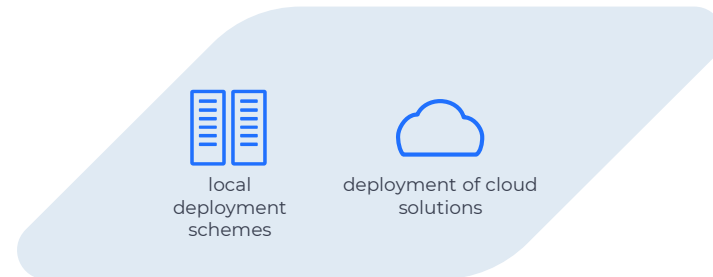 local
deployment
schemes
deployment of cloud
solutions